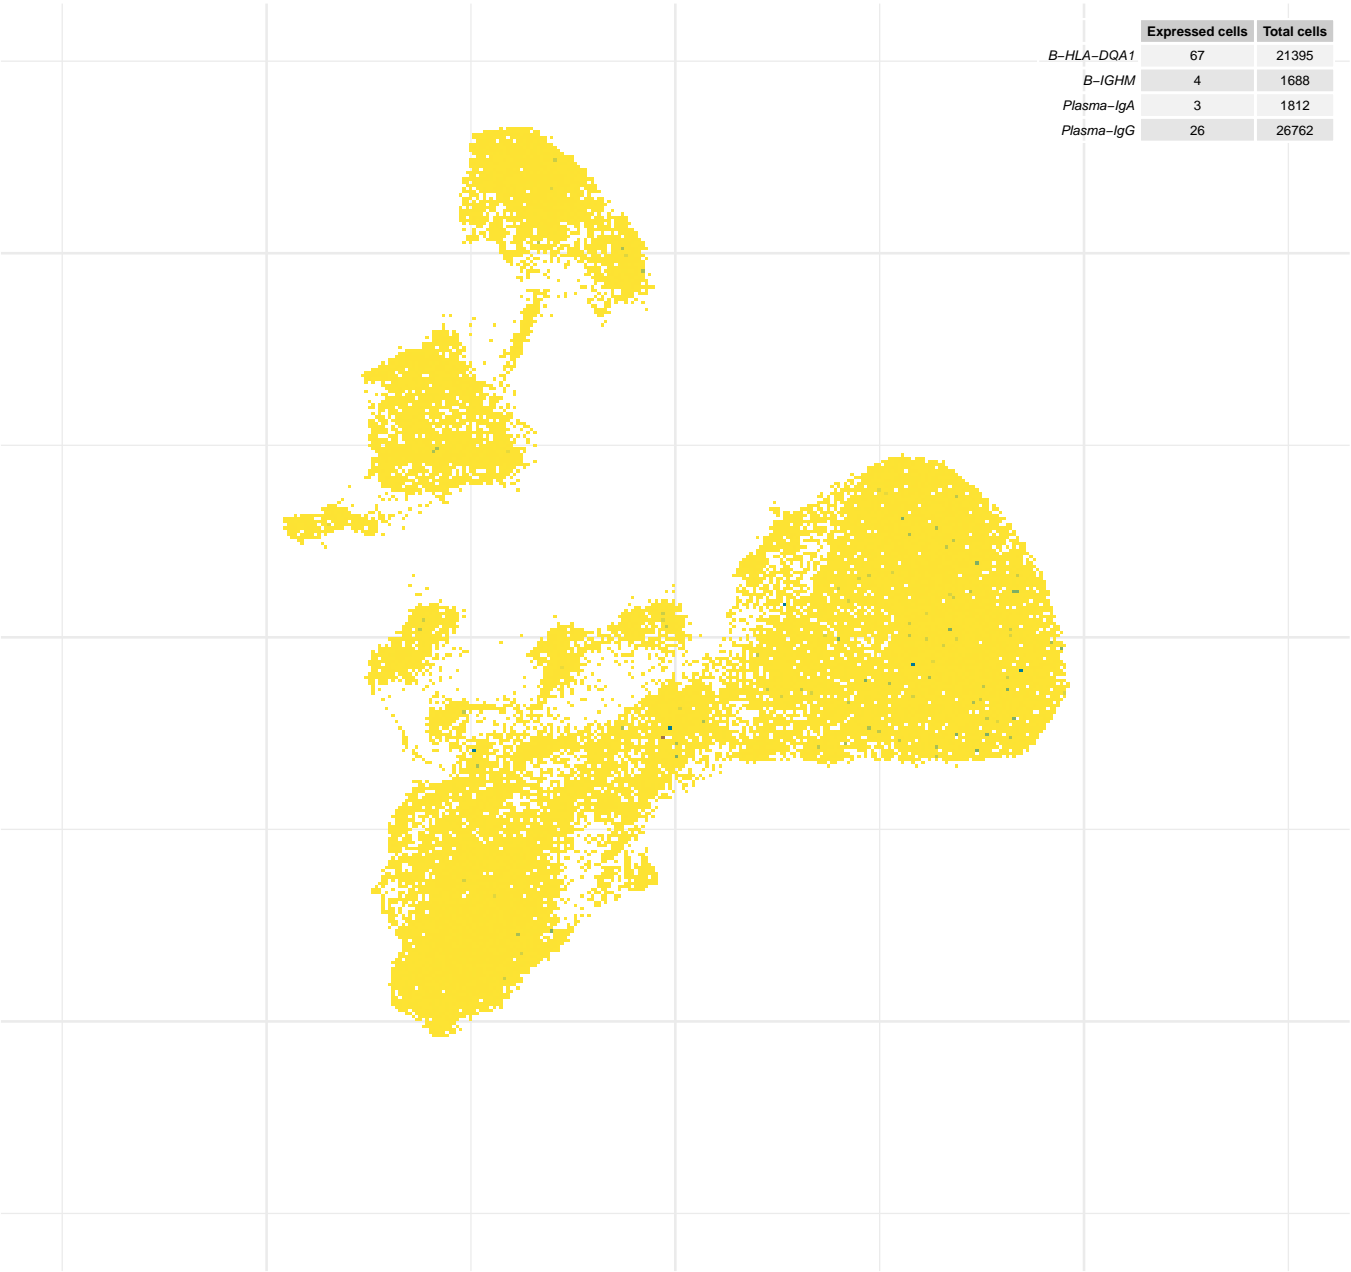 Expressed cells Total cells
B−HLA−DQA1 67 21395
B−IGHM 4 1688
Plasma−IgA 3 1812
Plasma−IgG 26 26762